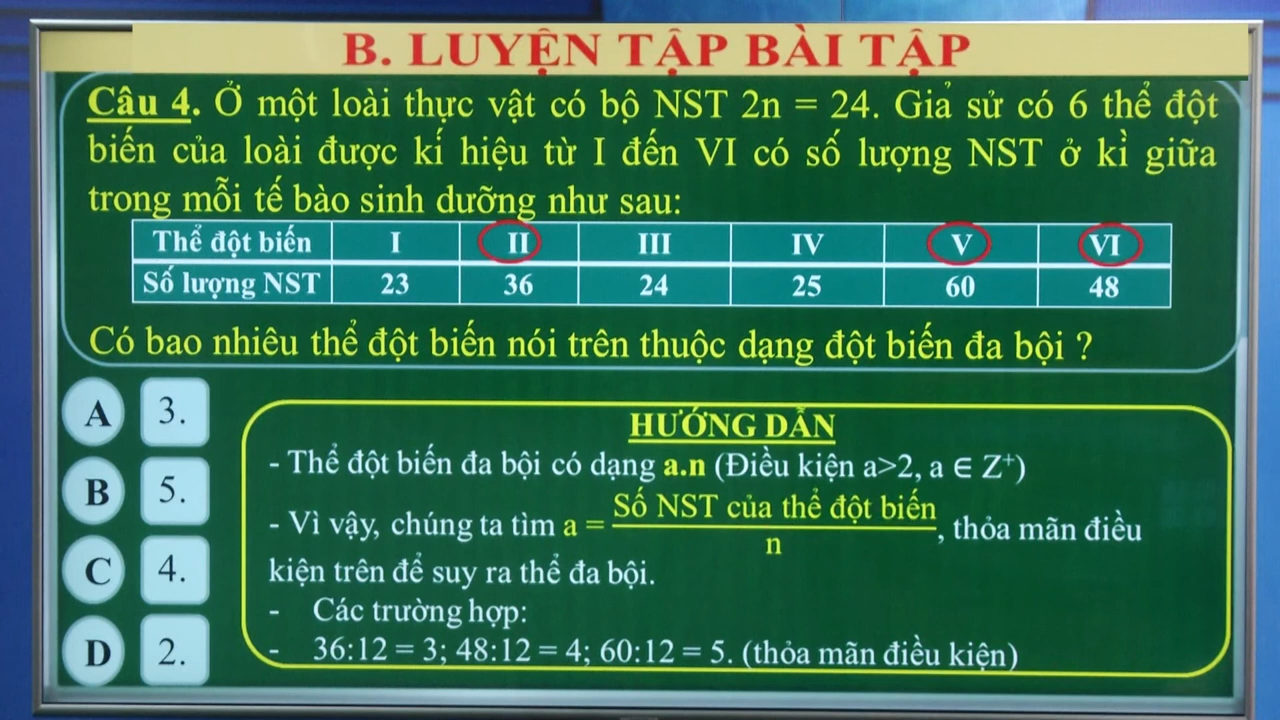 B. LUYỆN TẬP BÀI TẬP
Câu 4. Ở một loài thực vật có bộ NST 2n = 24. Giả sử có 6 thể đột
biến của loài được kí hiệu từ I đến VI có số lượng NST ở kì giữa
trong mỗi tế bào sinh dưỡng như sau:
Thể đột biến I II III IV V VI
Số lượng NST 23 36 24 25 60 48
Có bao nhiêu thể đột biến nói trên thuộc dạng đột biến đa bội ?
A 3.
B 5.
C 4.
D 2.
HƯỚNG DẪN
- Thể đột biến đa bội có dạng a.n (Điều kiện a>2, a ∈ Z⁺)
- Vì vậy, chúng ta tìm a = Số NST của thể đột biến / n, thỏa mãn điều
kiện trên để suy ra thể đa bội.
- Các trường hợp:
- 36:12 = 3; 48:12 = 4; 60:12 = 5. (thỏa mãn điều kiện)